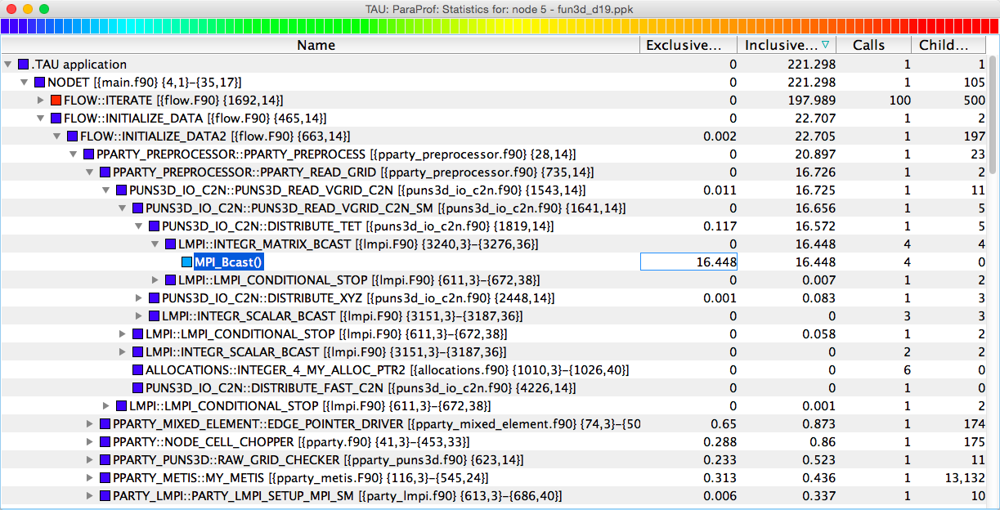 TAU: ParaProf: Statistics for: node 5 - fun3d_d19.ppk
Name Exclusive... Inclusive... Calls Child...
.TAU application 0 221.298 1 1
NODET [{main.f90} {4,1}-{35,17}] 0 221.298 1 105
FLOW::ITERATE [{flow.F90} {1692,14}] 0 197.989 100 500
FLOW::INITIALIZE_DATA [{flow.F90} {465,14}] 0 22.707 1 2
FLOW::INITIALIZE_DATA2 [{flow.F90} {663,14}] 0.002 22.705 1 197
PPARTY_PREPROCESSOR::PPARTY_PREPROCESS [{pparty_preprocessor.f90} {28,14}] 0 20.897 1 23
PPARTY_PREPROCESSOR::PPARTY_READ_GRID [{pparty_preprocessor.f90} {735,14}] 0 16.726 1 2
PUNS3D_IO_C2N::PUNS3D_READ_VGRID_C2N [{puns3d_io_c2n.f90} {1543,14}] 0.011 16.725 1 11
PUNS3D_IO_C2N::PUNS3D_READ_VGRID_C2N_SM [{puns3d_io_c2n.f90} {1641,14}] 0 16.656 1 5
PUNS3D_IO_C2N::DISTRIBUTE_TET [{puns3d_io_c2n.f90} {1819,14}] 0.117 16.572 1 5
LMPI::INTEGR_MATRIX_BCAST [{lmpi.F90} {3240,3}-{3276,36}] 0 16.448 4 4
MPI_Bcast() 16.448 16.448 4 0
LMPI::LMPI_CONDITIONAL_STOP [{lmpi.F90} {611,3}-{672,38}] 0 0.007 1 2
PUNS3D_IO_C2N::DISTRIBUTE_XYZ [{puns3d_io_c2n.f90} {2448,14}] 0.001 0.083 1 3
LMPI::INTEGR_SCALAR_BCAST [{lmpi.F90} {3151,3}-{3187,36}] 0 0 3 3
LMPI::LMPI_CONDITIONAL_STOP [{lmpi.F90} {611,3}-{672,38}] 0 0.058 1 2
LMPI::INTEGR_SCALAR_BCAST [{lmpi.F90} {3151,3}-{3187,36}] 0 0 2 2
ALLOCATIONS::INTEGER_4_MY_ALLOC_PTR2 [{allocations.f90} {1010,3}-{1026,40}] 0 0 6 0
PUNS3D_IO_C2N::DISTRIBUTE_FAST_C2N [{puns3d_io_c2n.f90} {4226,14}] 0 0 1 0
LMPI::LMPI_CONDITIONAL_STOP [{lmpi.F90} {611,3}-{672,38}] 0 0.001 1 2
PPARTY_MIXED_ELEMENT::EDGE_POINTER_DRIVER [{pparty_mixed_element.f90} {74,3}-{50 0.65 0.873 1 174
PPARTY::NODE_CELL_CHOPPER [{pparty.f90} {41,3}-{453,33}] 0.288 0.86 1 175
PPARTY_PUNS3D::RAW_GRID_CHECKER [{pparty_puns3d.f90} {623,14}] 0.233 0.523 1 11
PPARTY_METIS::MY_METIS [{pparty_metis.F90} {116,3}-{545,24}] 0.313 0.436 1 13,132
PARTY_LMPI::PARTY_LMPI_SETUP_MPI_SM [{party_lmpi.f90} {613,3}-{686,40}] 0.006 0.337 1 10